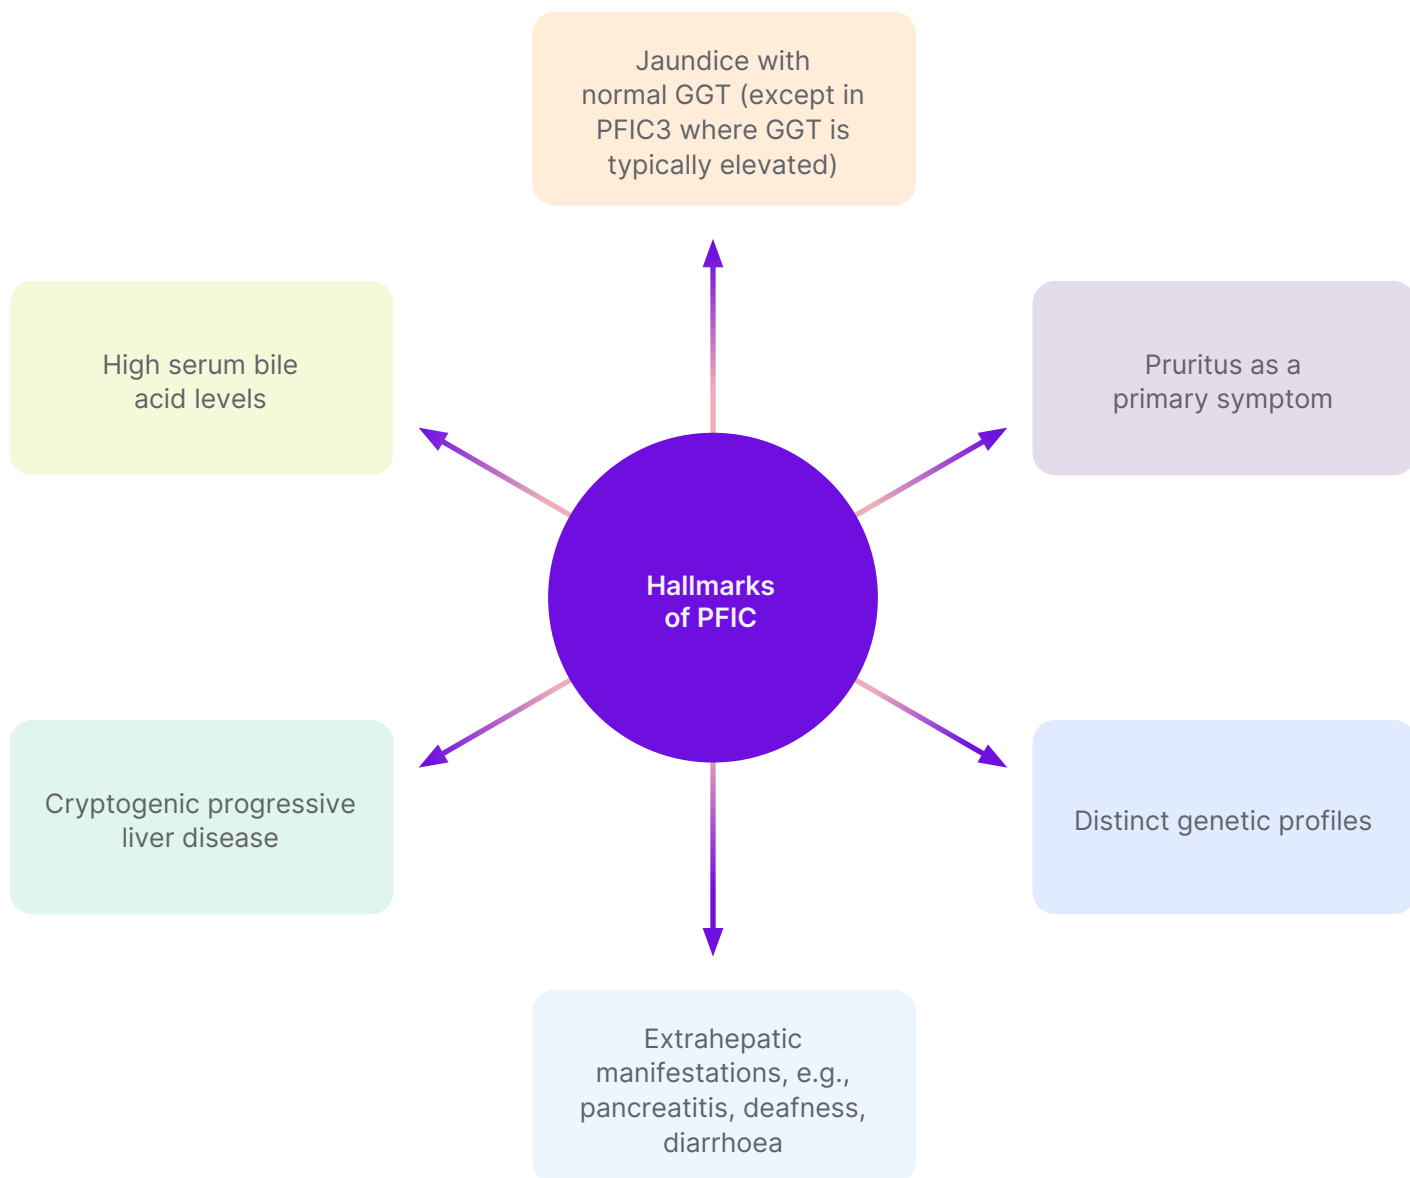 Jaundice with
normal GGT (except in
PFIC3 where GGT is
typically elevated)
High serum bile
acid levels
Pruritus as a
primary symptom
Hallmarks
of PFIC
Cryptogenic progressive
liver disease
Distinct genetic profiles
Extrahepatic
manifestations, e.g.,
pancreatitis, deafness,
diarrhoea